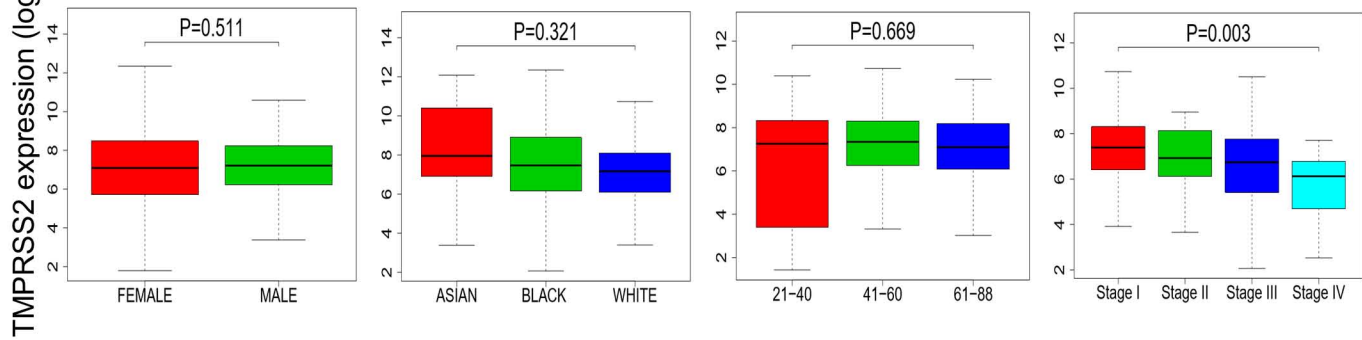 TMPRSS2 expression (log
P=0.511
14
12
10
8
6
4
2
FEMALE MALE
P=0.321
14
12
10
8
6
4
2
ASIAN BLACK WHITE
P=0.669
12
10
8
6
4
2
21-40 41-60 61-88
P=0.003
12
10
8
6
4
2
Stage I Stage II Stage III Stage IV